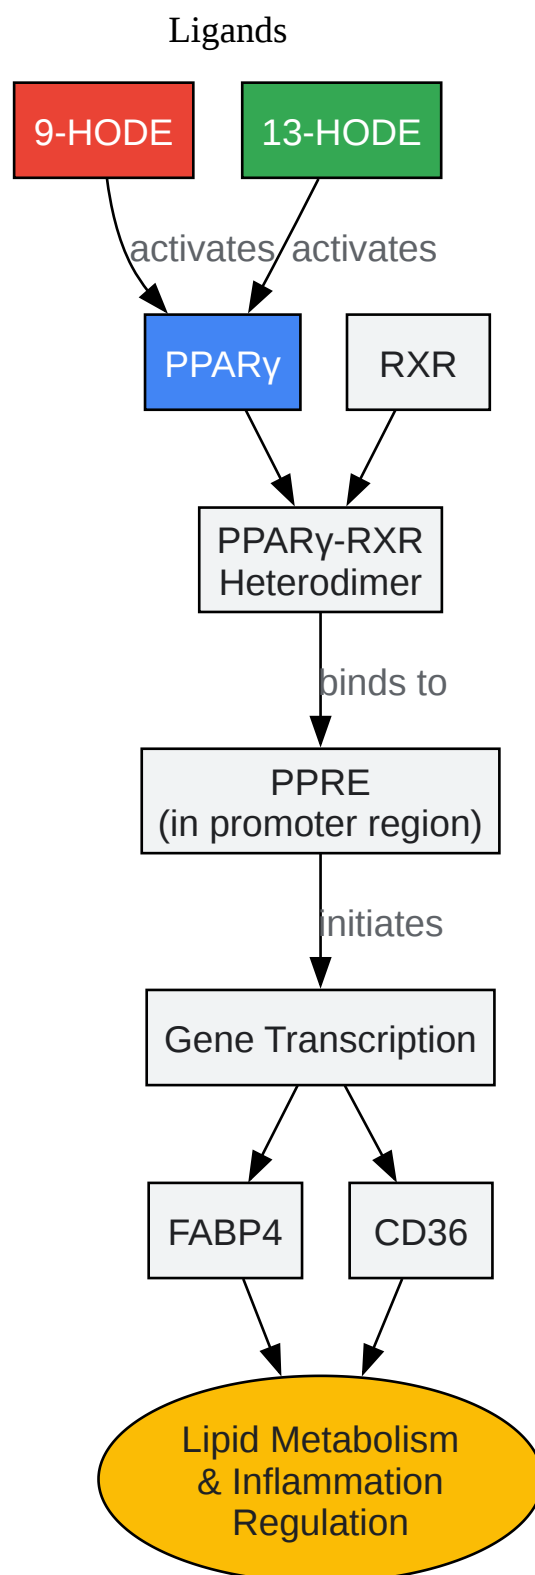 Ligands
9-HODE
13-HODE
activates
activates
PPARγ
RXR
PPARγ-RXR
Heterodimer
binds to
PPRE
(in promoter region)
initiates
Gene Transcription
FABP4
CD36
Lipid Metabolism
& Inflammation
Regulation